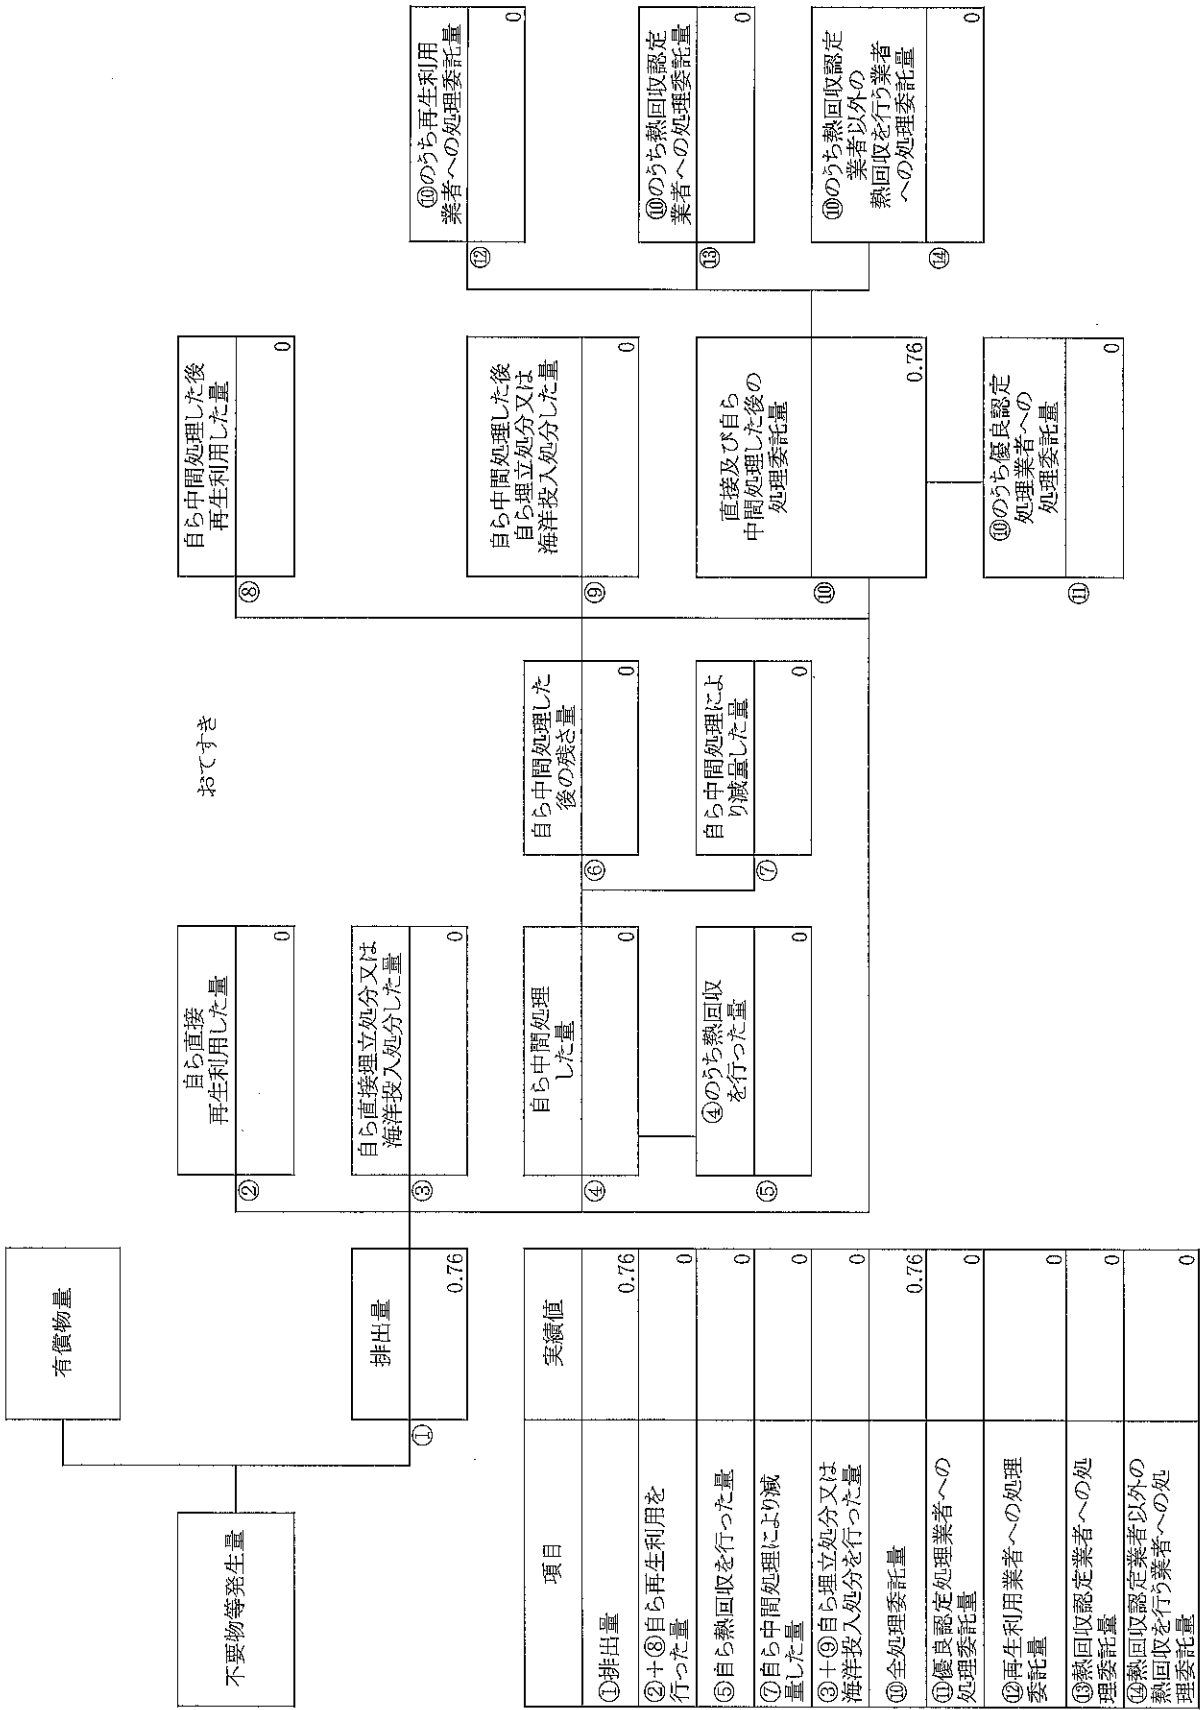 おてすき
不要物等発生量
有償物量
①
排出量
0.76
②
自ら直接
再生利用した量
0
③
自ら直接埋立処分又は
海洋投入処分した量
0
④
自ら中間処理
した量
0
⑤
④のうち熱回収
を行った量
0
⑥
自ら中間処理した
後の残さ量
0
⑦
自ら中間処理によ
り減量した量
0
⑧
自ら中間処理した後
再生利用した量
0
⑨
自ら中間処理した後
自ら埋立処分又は
海洋投入処分した量
0
⑩
直接及び自ら
中間処理した後の
処理委託量
0.76
⑪
⑩のうち優良認定
処理業者への
処理委託量
0
⑫
⑩のうち再生利用
業者への処理委託量
0
⑬
⑩のうち熱回収認定
業者への処理委託量
0
⑭
⑩のうち熱回収認定
業者以外の
熱回収を行う業者
への処理委託量
0
項目 実績値
①排出量 0.76
②+⑧自ら再生利用を
行った量 0
⑤自ら熱回収を行った量 0
⑦自ら中間処理により減
量した量 0
③+⑨自ら埋立処分又は
海洋投入処分を行った量 0
⑩全処理委託量 0.76
⑪優良認定処理業者への
処理委託量 0
⑫再生利用業者への処理
委託量 0
⑬熱回収認定業者への処
理委託量 0
⑭熱回収認定業者以外の
熱回収を行う業者への処
理委託量 0